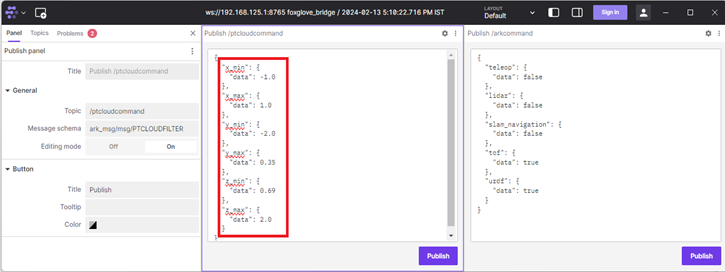 ws://192.168.125.1:8765 foxglove_bridge / 2024-02-13 5:10:22.716 PM IST
LAYOUT
Default
Sign in
Panel
Topics
Problems
2
Publish panel
Title
Publish /ptcloudcommand
General
Topic
/ptcloudcommand
Message schema
ark_msg/msg/PTCLOUDFILTER
Editing mode
Off
On
Button
Title
Publish
Tooltip
Color
Publish /ptcloudcommand
{
"x_min": {
"data": -1.0
},
"x_max": {
"data": 1.0
},
"y_min": {
"data": -2.0
},
"y_max": {
"data": 0.35
},
"z_min": {
"data": 0.69
},
"z_max": {
"data": 2.0
}
}
Publish
Publish /arkcommand
{
"teleop": {
"data": false
},
"lidar": {
"data": false
},
"slam_navigation": {
"data": false
},
"tof": {
"data": true
},
"urdf": {
"data": true
}
}
Publish